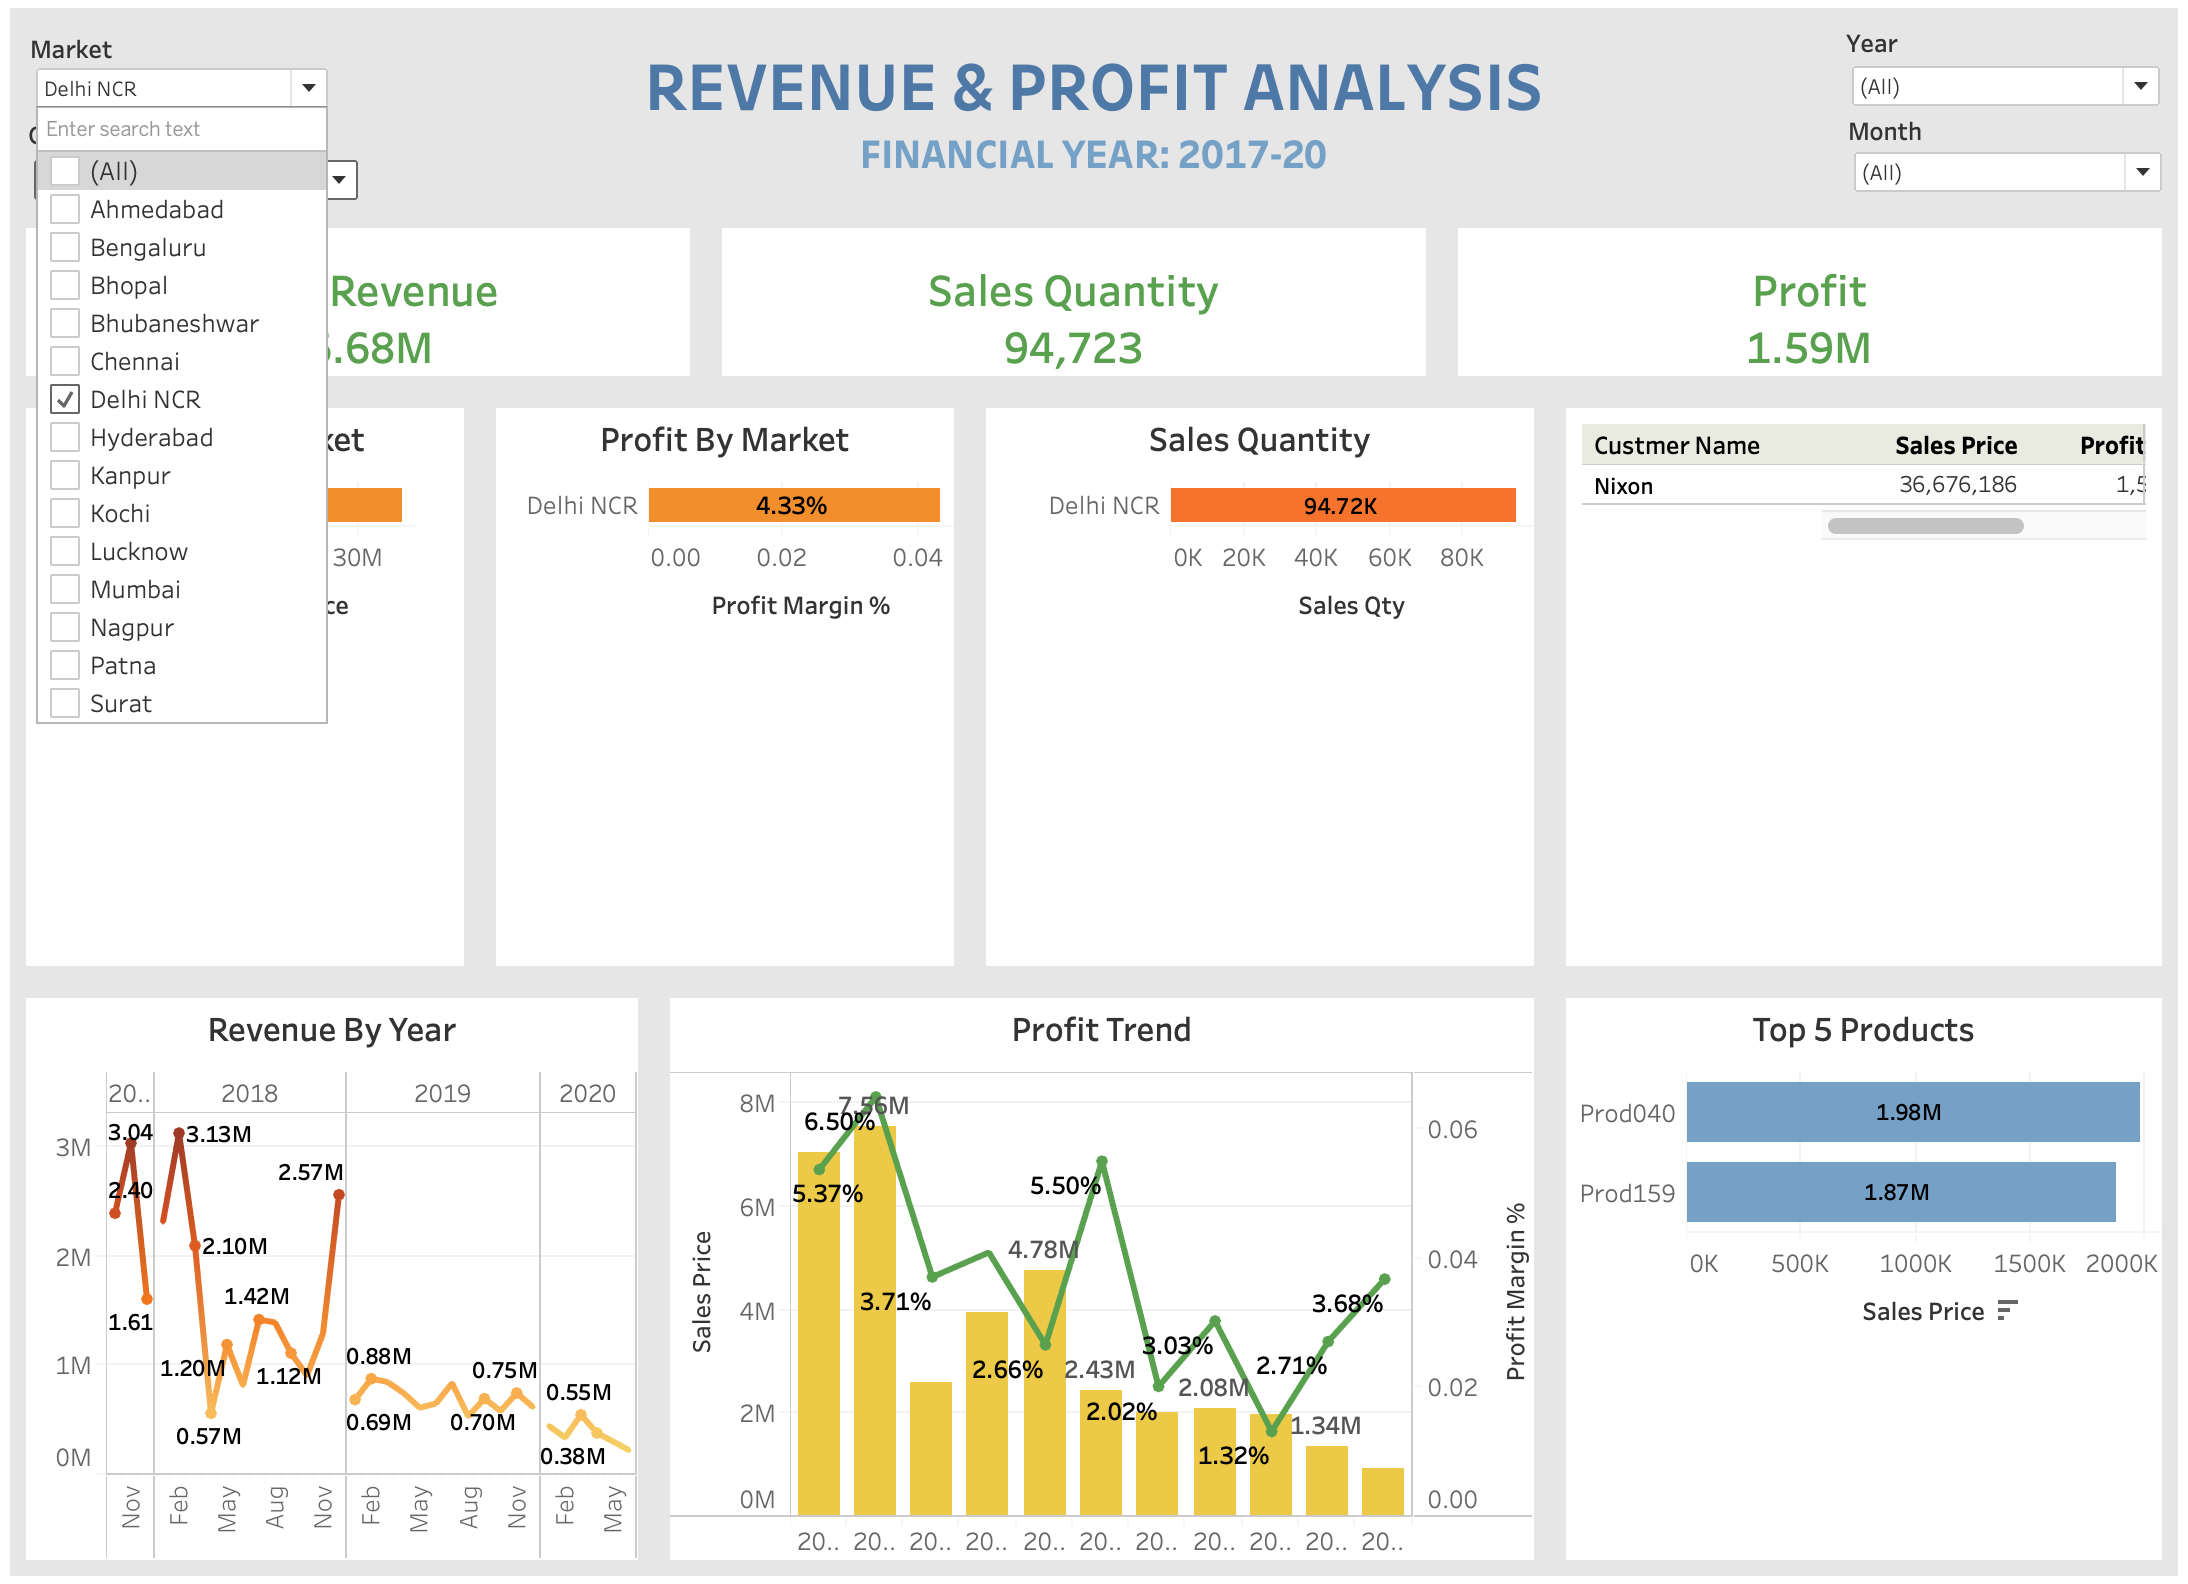 Market
Delhi NCR
Enter search text
(All)
Ahmedabad
Bengaluru
Bhopal
Bhubaneshwar
Chennai
Delhi NCR
Hyderabad
Kanpur
Kochi
Lucknow
Mumbai
Nagpur
Patna
Surat
REVENUE & PROFIT ANALYSIS
FINANCIAL YEAR: 2017-20
Year
(All)
Month
(All)
Revenue
.68M
Sales Quantity
94,723
Profit
1.59M
ket
30M
ce
Profit By Market
Delhi NCR
4.33%
0.00 0.02 0.04
Profit Margin %
Sales Quantity
Delhi NCR
94.72K
0K 20K 40K 60K 80K
Sales Qty
Custmer Name Sales Price Profit
Nixon 36,676,186 1,5
Revenue By Year
20.. 2018 2019 2020
3M
2M
1M
0M
3.04
2.40
1.61
3.13M
2.10M
0.57M
1.20M
1.42M
1.12M
2.57M
0.88M
0.69M
0.70M
0.75M
0.55M
0.38M
Nov Feb May Aug Nov Feb May Aug Nov Feb May
Profit Trend
Sales Price
8M
6M
4M
2M
0M
7.56M
6.50%
5.37%
3.71%
4.78M
2.66%
5.50%
2.43M
2.02%
3.03%
2.08M
1.32%
2.71%
1.34M
3.68%
0.06
0.04
0.02
0.00
Profit Margin %
20.. 20.. 20.. 20.. 20.. 20.. 20.. 20.. 20.. 20.. 20..
Top 5 Products
Prod040 1.98M
Prod159 1.87M
0K 500K 1000K 1500K 2000K
Sales Price